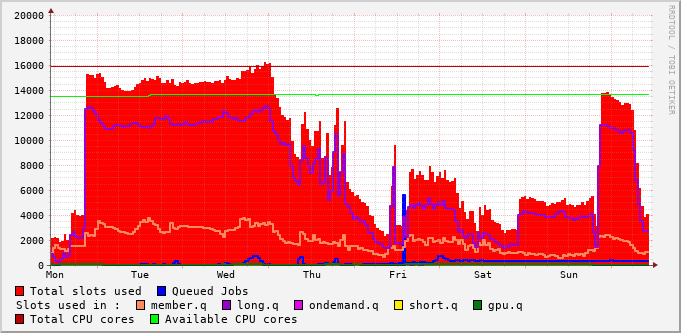 20000
18000
16000
14000
12000
10000
8000
6000
4000
2000
0
Mon Tue Wed Thu Fri Sat Sun
RRDTOOL / TOBI OETIKER
Total slots used Queued Jobs
Slots used in : member.q long.q ondemand.q short.q gpu.q
Total CPU cores Available CPU cores